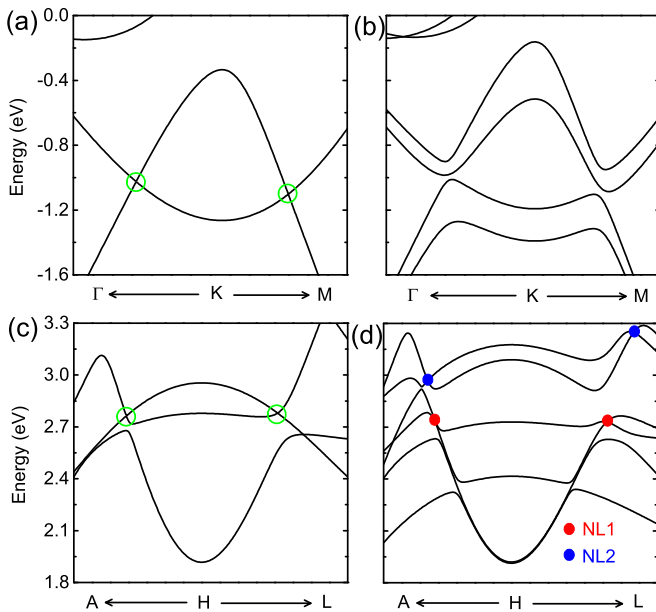 (a)
(b)
0.0
-0.4
-0.8
-1.2
-1.6
Energy (eV)
Γ K M
Γ K M
(c)
(d)
3.3
3.0
2.7
2.4
2.1
1.8
Energy (eV)
NL1
NL2
A H L
A H L